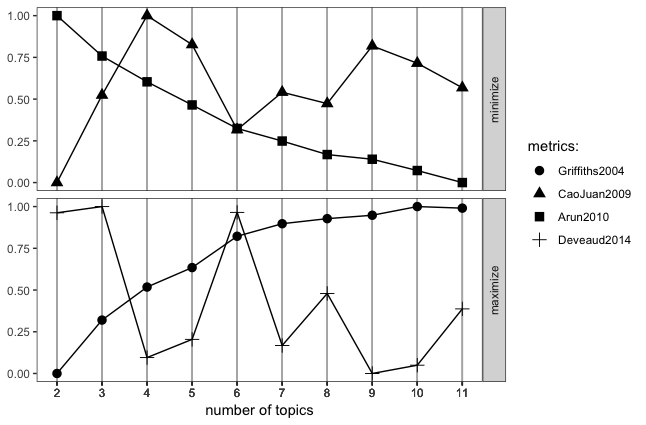 1.00
0.75
0.50
0.25
0.00
minimize
1.00
0.75
0.50
0.25
0.00
maximize
2 3 4 5 6 7 8 9 10 11
number of topics
metrics:
Griffiths2004
CaoJuan2009
Arun2010
Deveaud2014